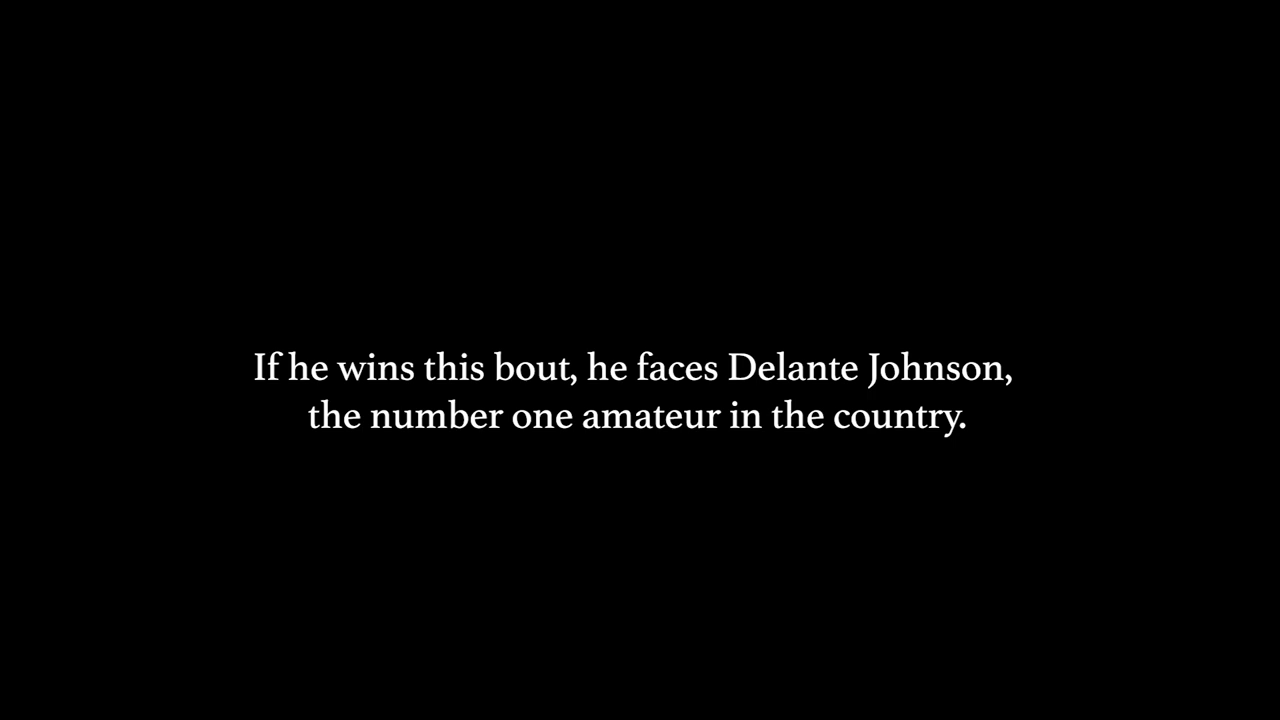 If he wins this bout, he faces Delante Johnson,
the number one amateur in the country.